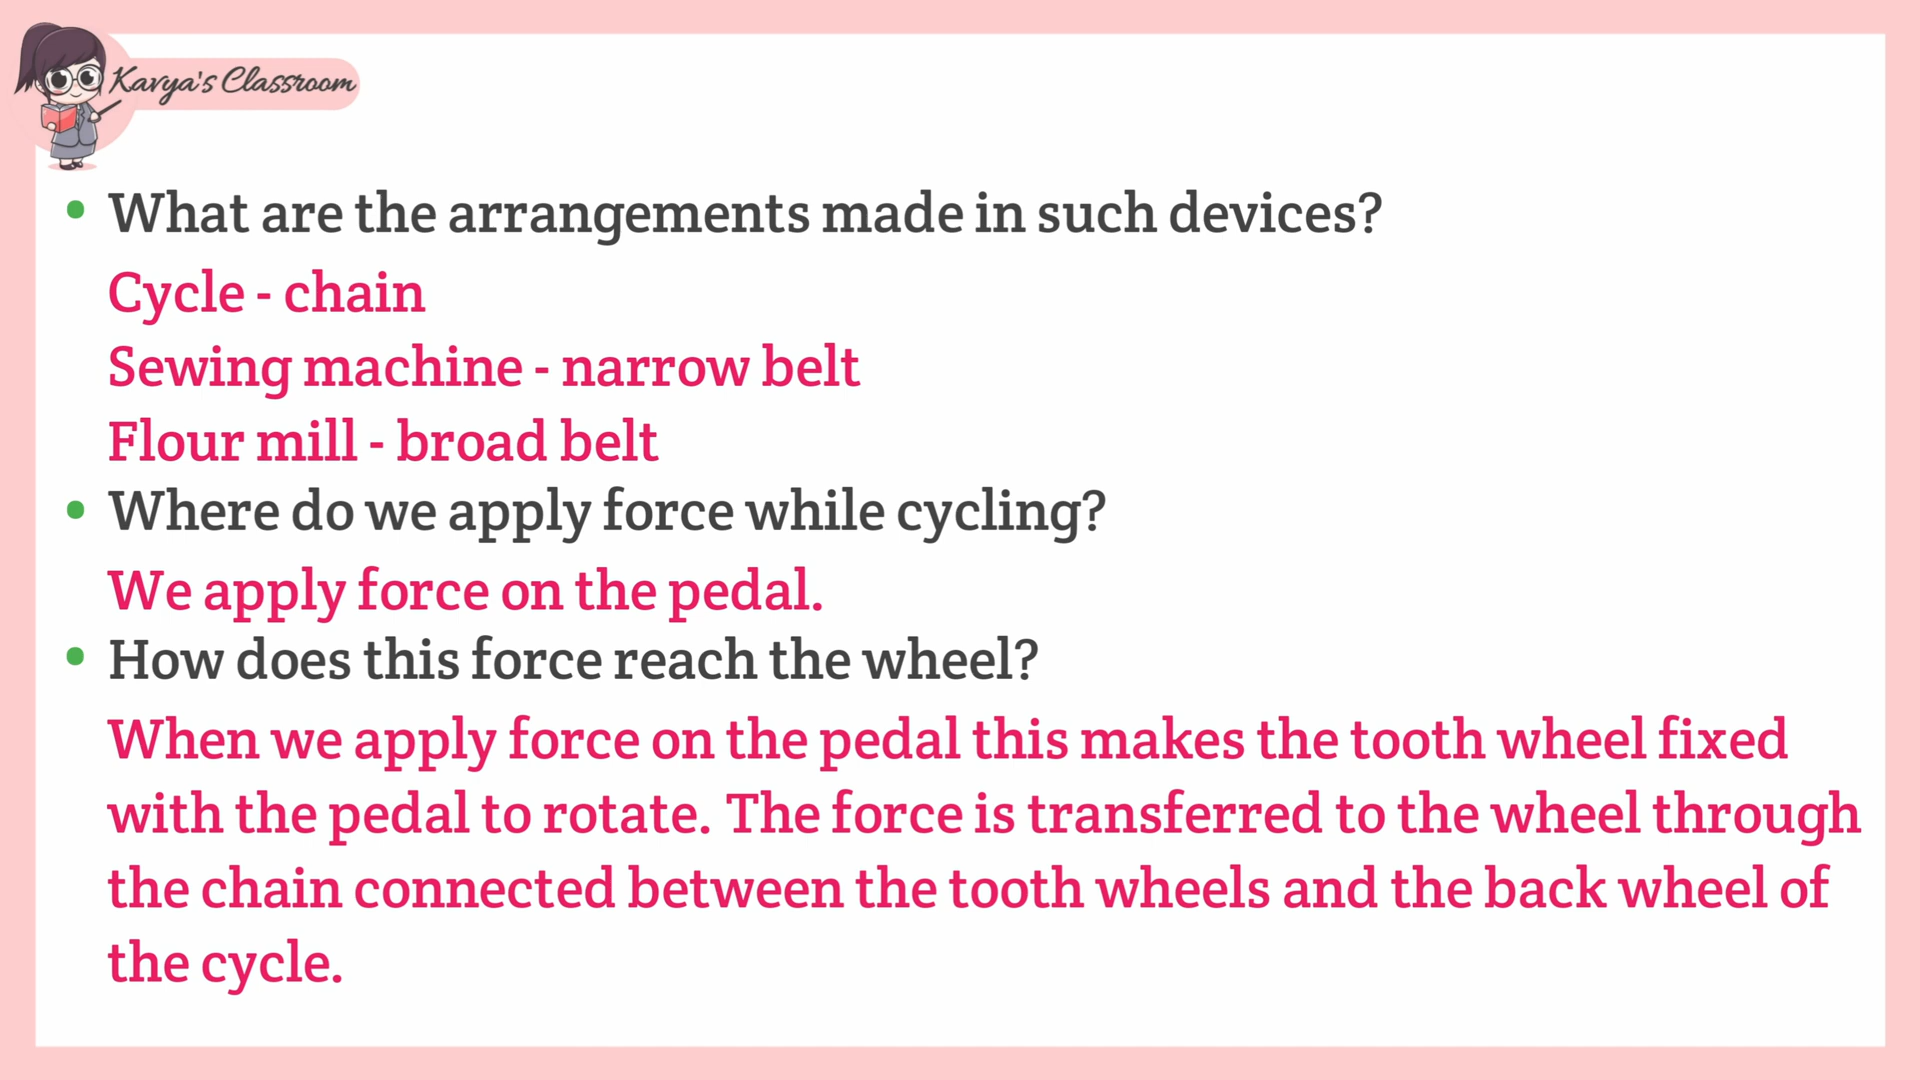 Kavya's Classroom
• What are the arrangements made in such devices?
Cycle - chain
Sewing machine - narrow belt
Flour mill - broad belt
• Where do we apply force while cycling?
We apply force on the pedal.
• How does this force reach the wheel?
When we apply force on the pedal this makes the tooth wheel fixed
with the pedal to rotate. The force is transferred to the wheel through
the chain connected between the tooth wheels and the back wheel of
the cycle.